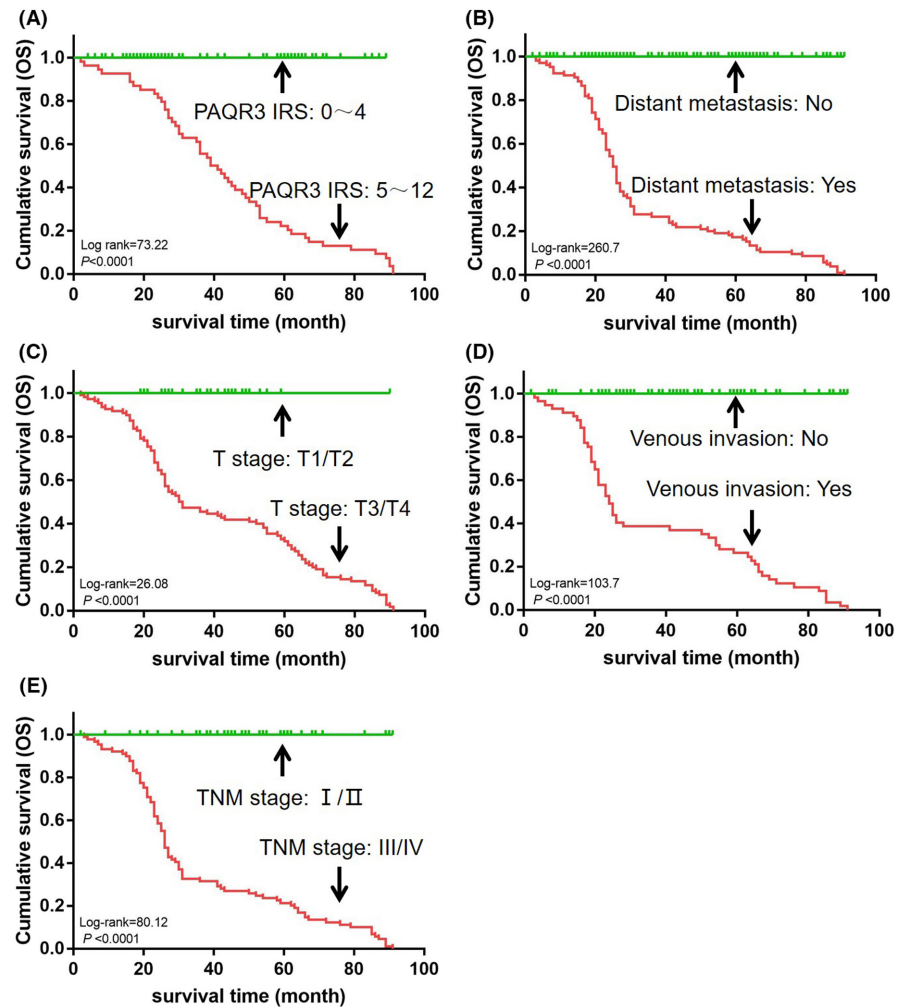 (A)
Cumulative survival (OS)
1.0
0.8
0.6
0.4
0.2
0.0
PAQR3 IRS: 0～4
PAQR3 IRS: 5～12
Log rank=73.22
P<0.0001
0 20 40 60 80 100
survival time (month)
(B)
Cumulative survival (OS)
1.0
0.8
0.6
0.4
0.2
0.0
Distant metastasis: No
Distant metastasis: Yes
Log-rank=260.7
P <0.0001
0 20 40 60 80 100
survival time (month)
(C)
Cumulative survival (OS)
1.0
0.8
0.6
0.4
0.2
0.0
T stage: T1/T2
T stage: T3/T4
Log-rank=26.08
P <0.0001
0 20 40 60 80 100
survival time (month)
(D)
Cumulative survival (OS)
1.0
0.8
0.6
0.4
0.2
0.0
Venous invasion: No
Venous invasion: Yes
Log-rank=103.7
P <0.0001
0 20 40 60 80 100
survival time (month)
(E)
Cumulative survival (OS)
1.0
0.8
0.6
0.4
0.2
0.0
TNM stage: Ⅰ/Ⅱ
TNM stage: III/IV
Log-rank=80.12
P <0.0001
0 20 40 60 80 100
survival time (month)